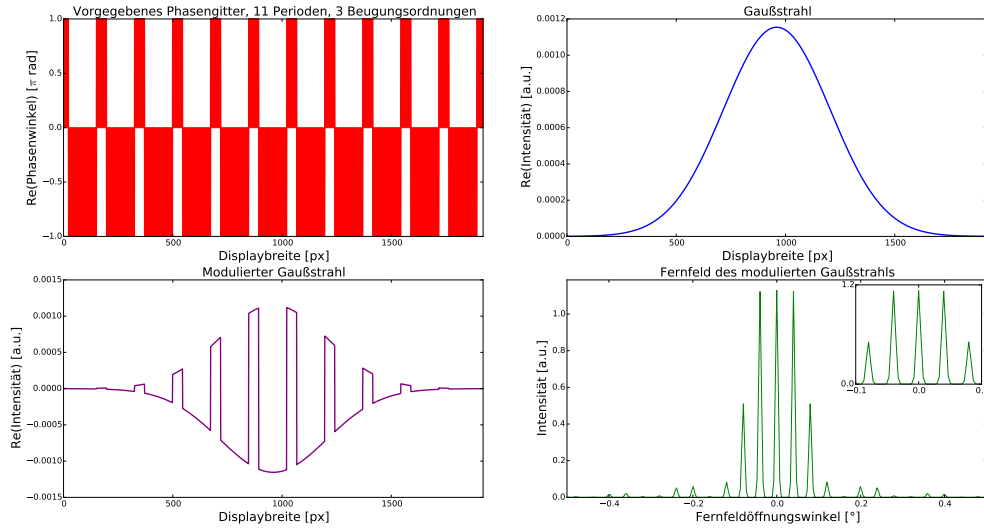 Vorgegebenes Phasengitter, 11 Perioden, 3 Beugungsordnungen
1.0
0.5
0.0
−0.5
−1.0
Re(Phasenwinkel) [π rad]
0 500 1000 1500
Displaybreite [px]
Gaußstrahl
0.0012
0.0010
0.0008
0.0006
0.0004
0.0002
0.0000
Re(Intensität) [a.u.]
0 500 1000 1500
Displaybreite [px]
Modulierter Gaußstrahl
0.0015
0.0010
0.0005
0.0000
−0.0005
−0.0010
−0.0015
Re(Intensität) [a.u.]
0 500 1000 1500
Displaybreite [px]
Fernfeld des modulierten Gaußstrahls
1.0
0.8
0.6
0.4
0.2
0.0
Intensität [a.u.]
−0.4 −0.2 0.0 0.2 0.4
Fernfeldöffnungswinkel [°]
1.2
0.0
−0.1 0.0